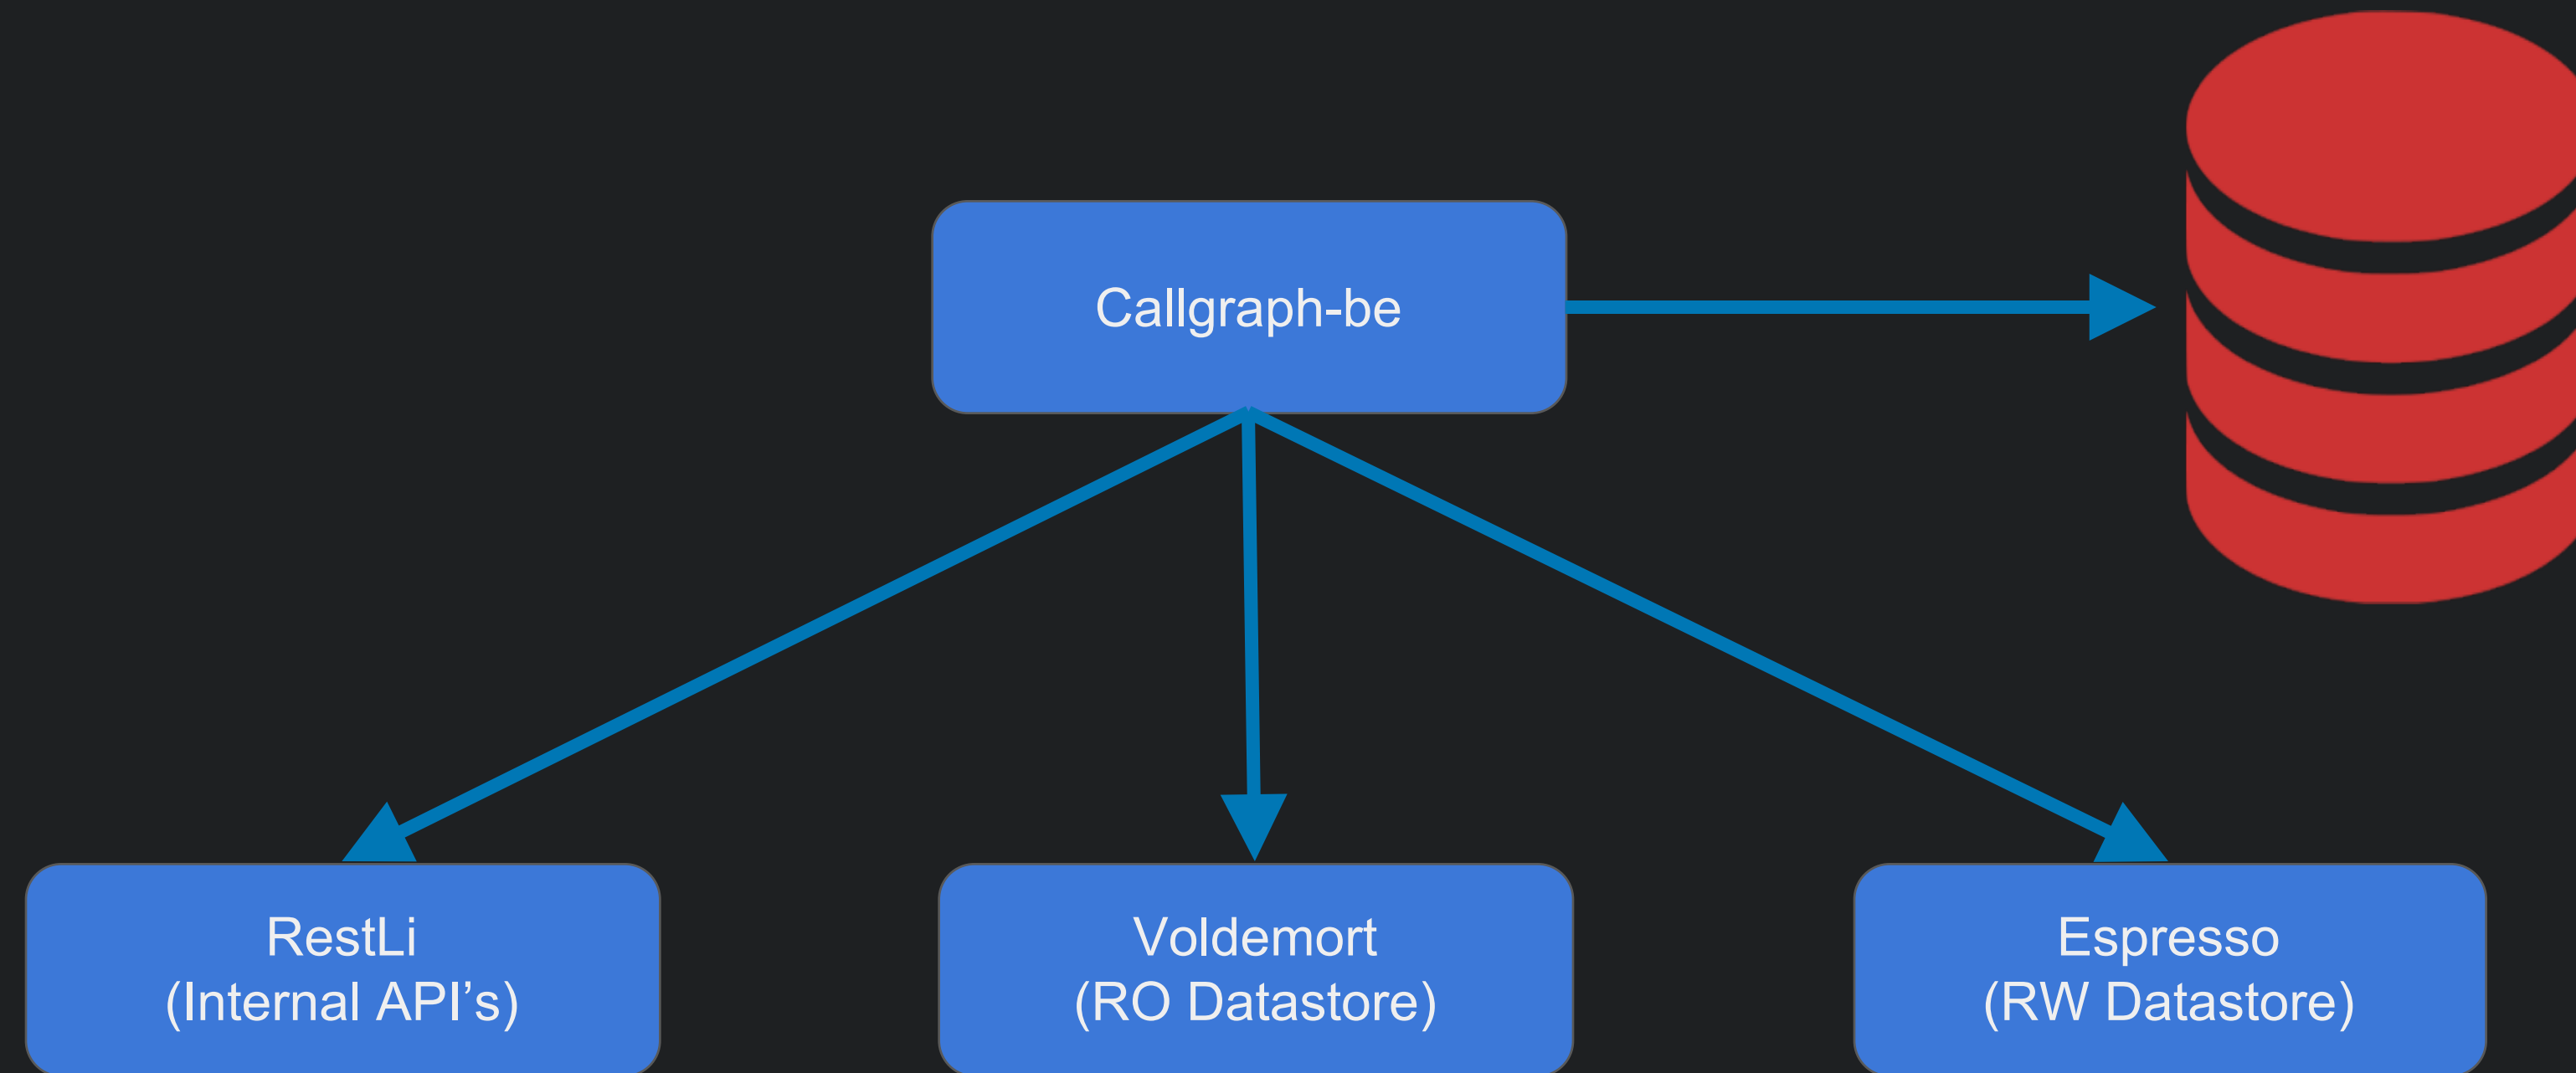 Callgraph-be
RestLi
(Internal API’s)
Voldemort
(RO Datastore)
Espresso
(RW Datastore)